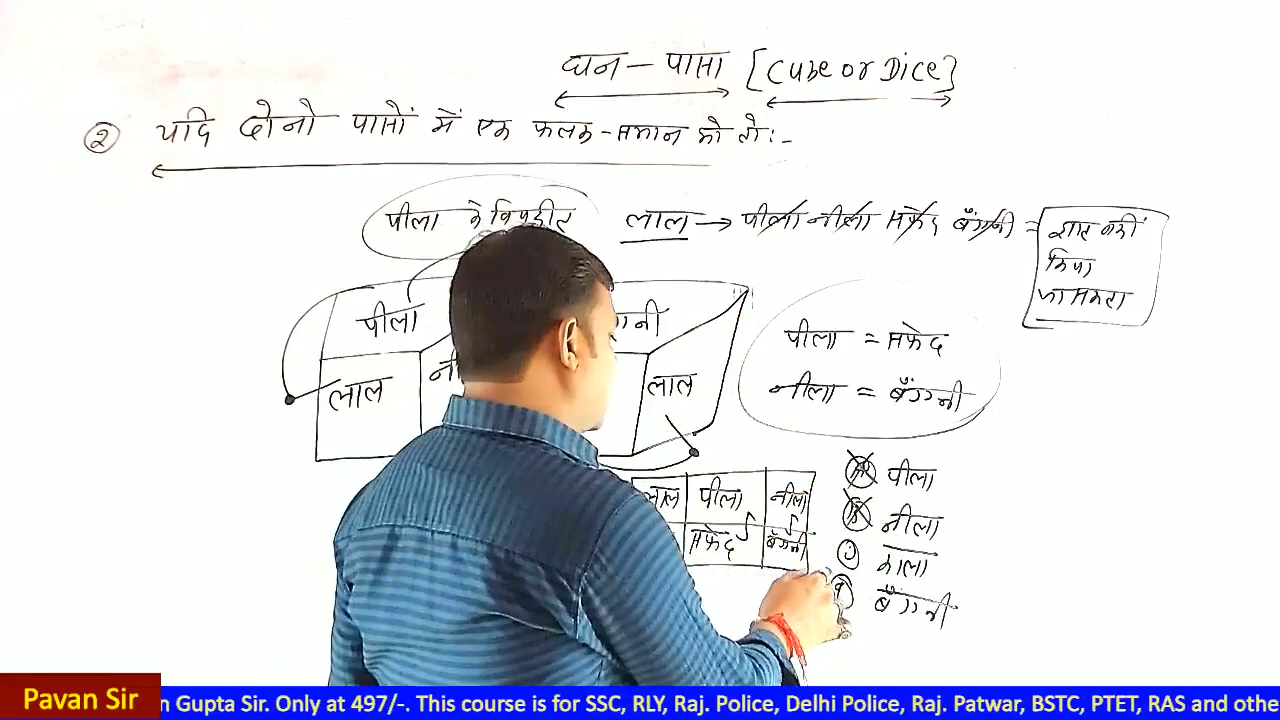 घन - पासा [Cube or Dice]
② यदि दोनो पासों में एक फलक-समान हो तो:-
पीला के विपरीत लाल → पीला नीला सफेद बैंगनी =
ज्ञात नहीं
किया
जा सकता
पीला
लाल
लाल
पीला = सफेद
नीला = बैंगनी
लाल पीला नीला
सफेद बैंगनी
पीला
नीला
काला
बैंगनी
Pavan Sir
n Gupta Sir. Only at 497/-. This course is for SSC, RLY, Raj. Police, Delhi Police, Raj. Patwar, BSTC, PTET, RAS and othe